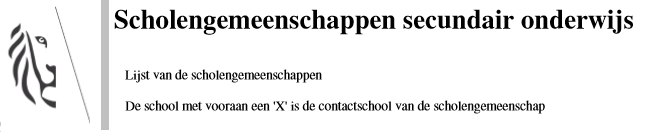 Scholengemeenschappen secundair onderwijs
Lijst van de scholengemeenschappen
De school met vooraan een 'X' is de contactschool van de scholengemeenschap